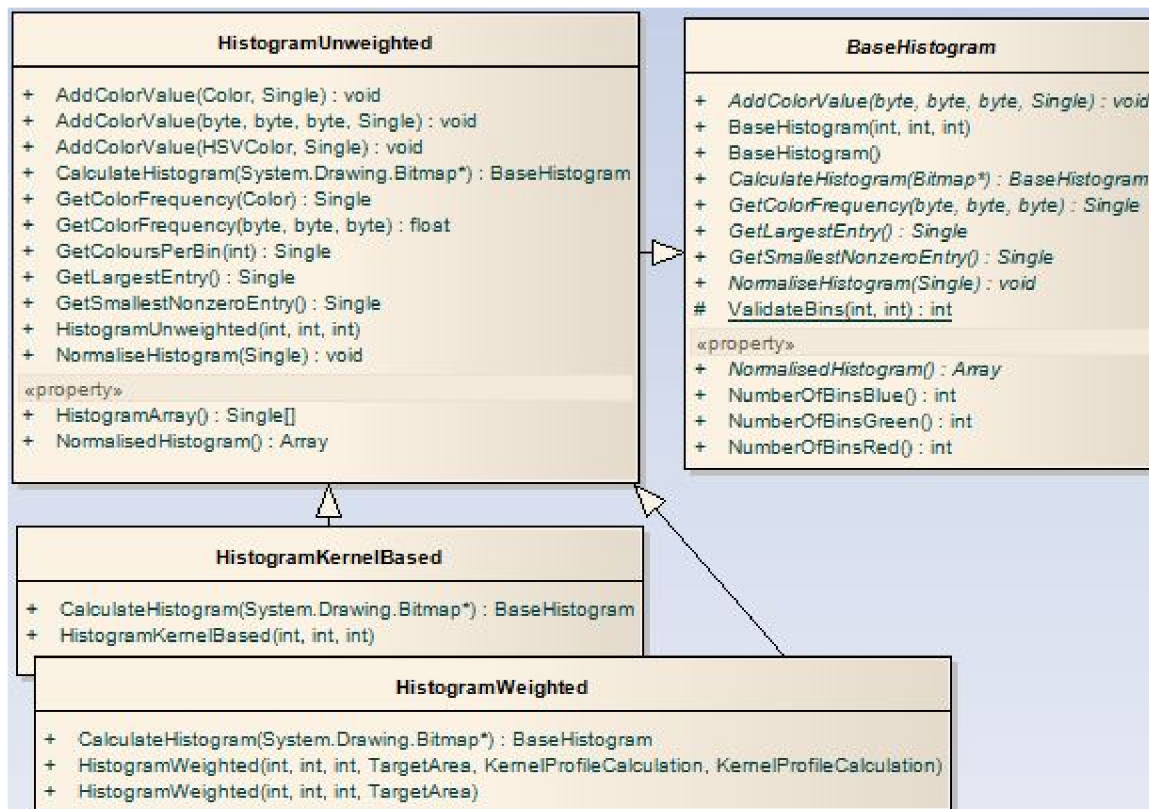 HistogramUnweighted
+ AddColorValue(Color, Single) : void
+ AddColorValue(byte, byte, byte, Single) : void
+ AddColorValue(HSVColor, Single) : void
+ CalculateHistogram(System.Drawing.Bitmap*) : BaseHistogram
+ GetColorFrequency(Color) : Single
+ GetColorFrequency(byte, byte, byte) : float
+ GetColoursPerBin(int) : Single
+ GetLargestEntry() : Single
+ GetSmallestNonzeroEntry() : Single
+ HistogramUnweighted(int, int, int)
+ NormaliseHistogram(Single) : void
«property»
+ HistogramArray() : Single[]
+ NormalisedHistogram() : Array
BaseHistogram
+ AddColorValue(byte, byte, byte, Single) : void
+ BaseHistogram(int, int, int)
+ BaseHistogram()
+ CalculateHistogram(Bitmap*) : BaseHistogram
+ GetColorFrequency(byte, byte, byte) : Single
+ GetLargestEntry() : Single
+ GetSmallestNonzeroEntry() : Single
+ NormaliseHistogram(Single) : void
# ValidateBins(int, int) : int
«property»
+ NormalisedHistogram() : Array
+ NumberOfBinsBlue() : int
+ NumberOfBinsGreen() : int
+ NumberOfBinsRed() : int
HistogramKernelBased
+ CalculateHistogram(System.Drawing.Bitmap*) : BaseHistogram
+ HistogramKernelBased(int, int, int)
HistogramWeighted
+ CalculateHistogram(System.Drawing.Bitmap*) : BaseHistogram
+ HistogramWeighted(int, int, int, TargetArea, KernelProfileCalculation, KernelProfileCalculation)
+ HistogramWeighted(int, int, int, TargetArea)